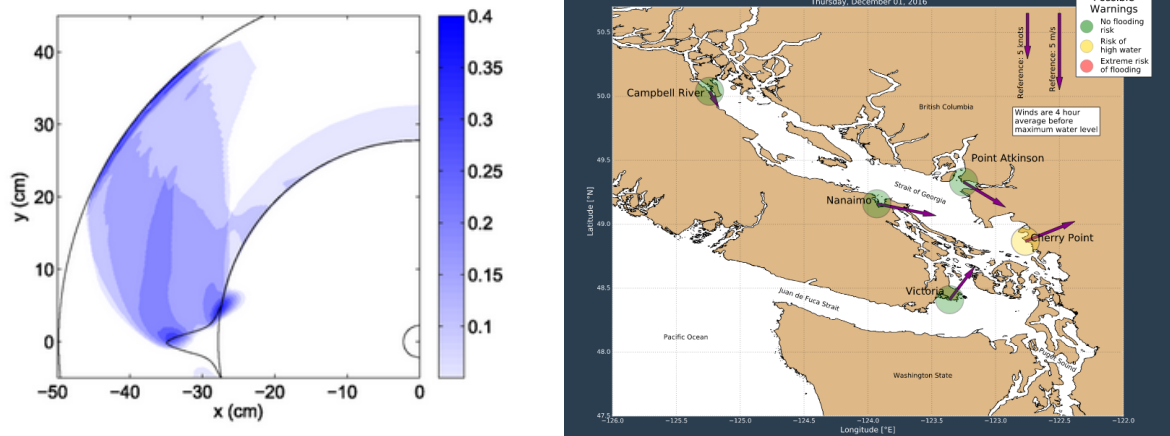 0.4
0.35
0.3
0.25
0.2
0.15
0.1
40
30
20
10
0
y (cm)
−50
−40
−30
−20
−10
0
x (cm)
Thursday, December 01, 2016
Possible
Warnings
No flooding
risk
Risk of
high water
Extreme risk
of flooding
Reference: 5 knots
Reference: 5 m/s
Winds are 4 hour
average before
maximum water level
Campbell River
British Columbia
Point Atkinson
Strait of Georgia
Nanaimo
Cherry Point
Victoria
Juan de Fuca Strait
Pacific Ocean
Puget Sound
Washington State
50.5
50.0
49.5
49.0
48.5
48.0
47.5
Latitude [°N]
−126.0
−125.5
−125.0
−124.5
−124.0
−123.5
−123.0
−122.5
−122.0
Longitude [°E]